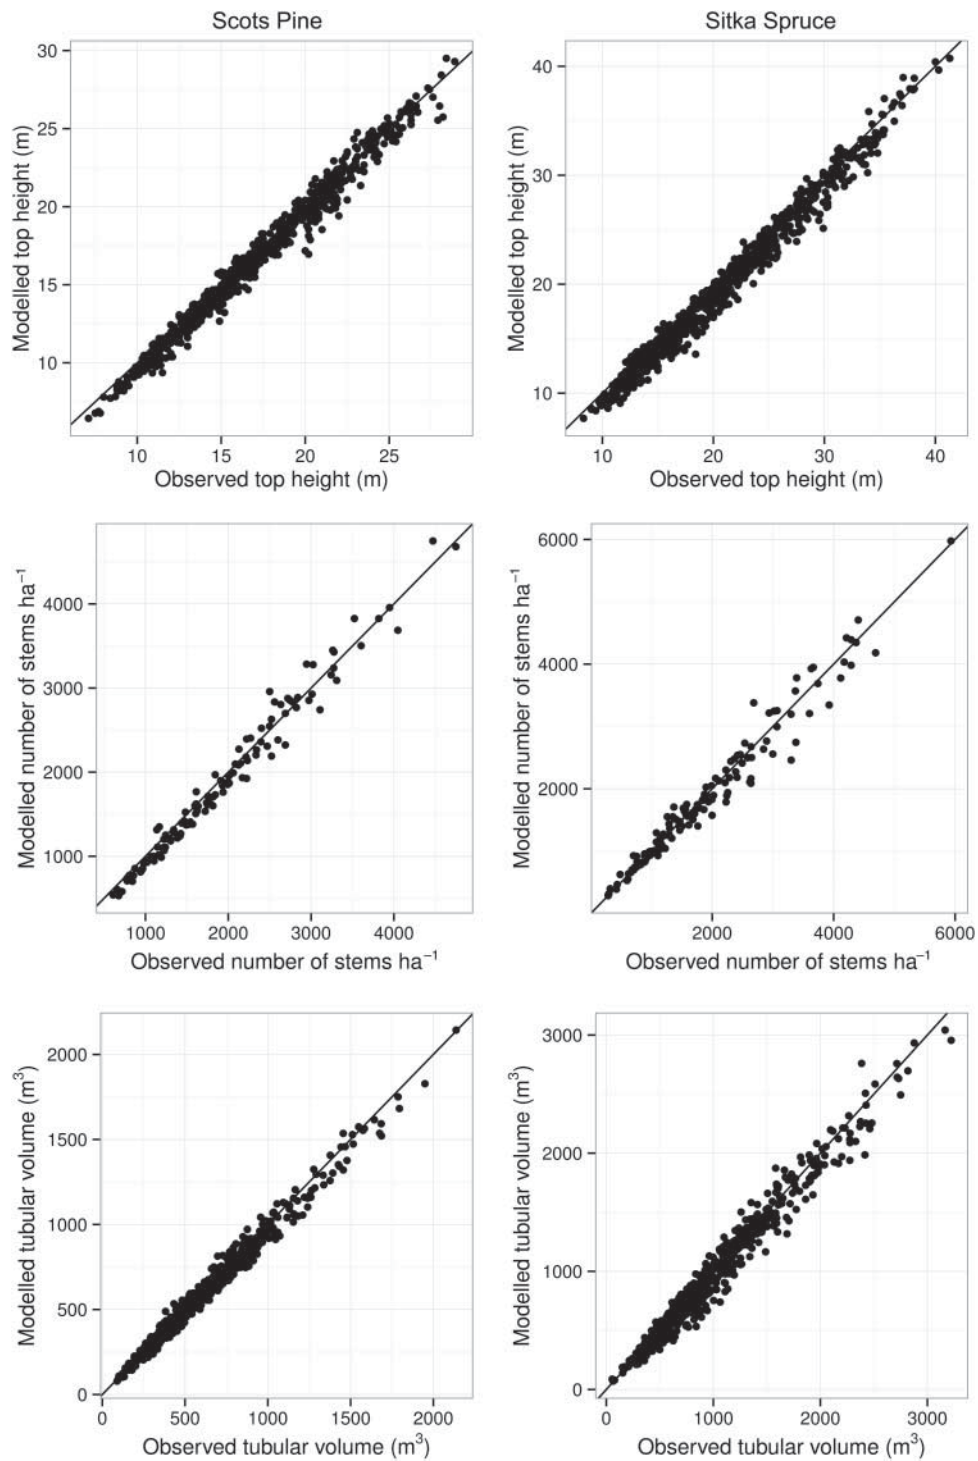 Scots Pine
Sitka Spruce
Modelled top height (m)
30
25
20
15
10
10 15 20 25
Observed top height (m)
Modelled top height (m)
40
30
20
10
10 20 30 40
Observed top height (m)
Modelled number of stems ha⁻¹
4000
3000
2000
1000
1000 2000 3000 4000
Observed number of stems ha⁻¹
Modelled number of stems ha⁻¹
6000
4000
2000
2000 4000 6000
Observed number of stems ha⁻¹
Modelled tubular volume (m³)
2000
1500
1000
500
0
0 500 1000 1500 2000
Observed tubular volume (m³)
Modelled tubular volume (m³)
3000
2000
1000
0
0 1000 2000 3000
Observed tubular volume (m³)